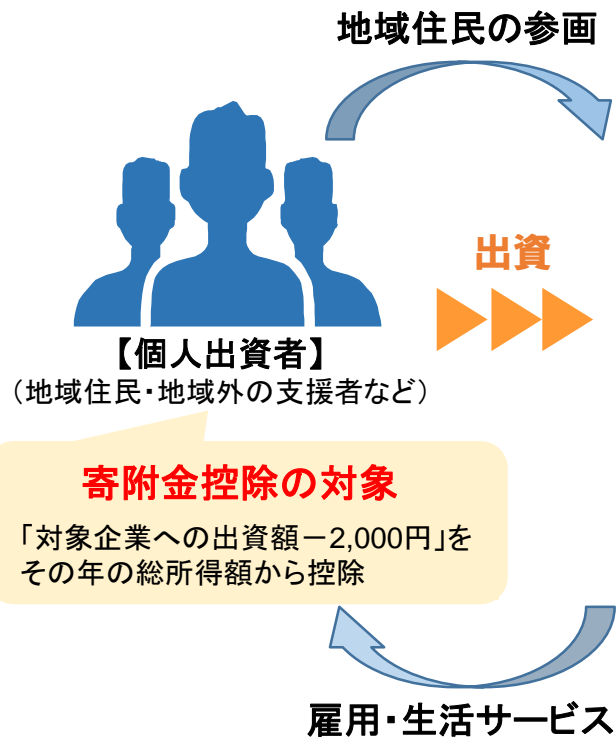 地域住民の参画
出資
【個人出資者】
（地域住民・地域外の支援者など）
寄附金控除の対象
「対象企業への出資額－2,000円」を
その年の総所得額から控除
雇用・生活サービス